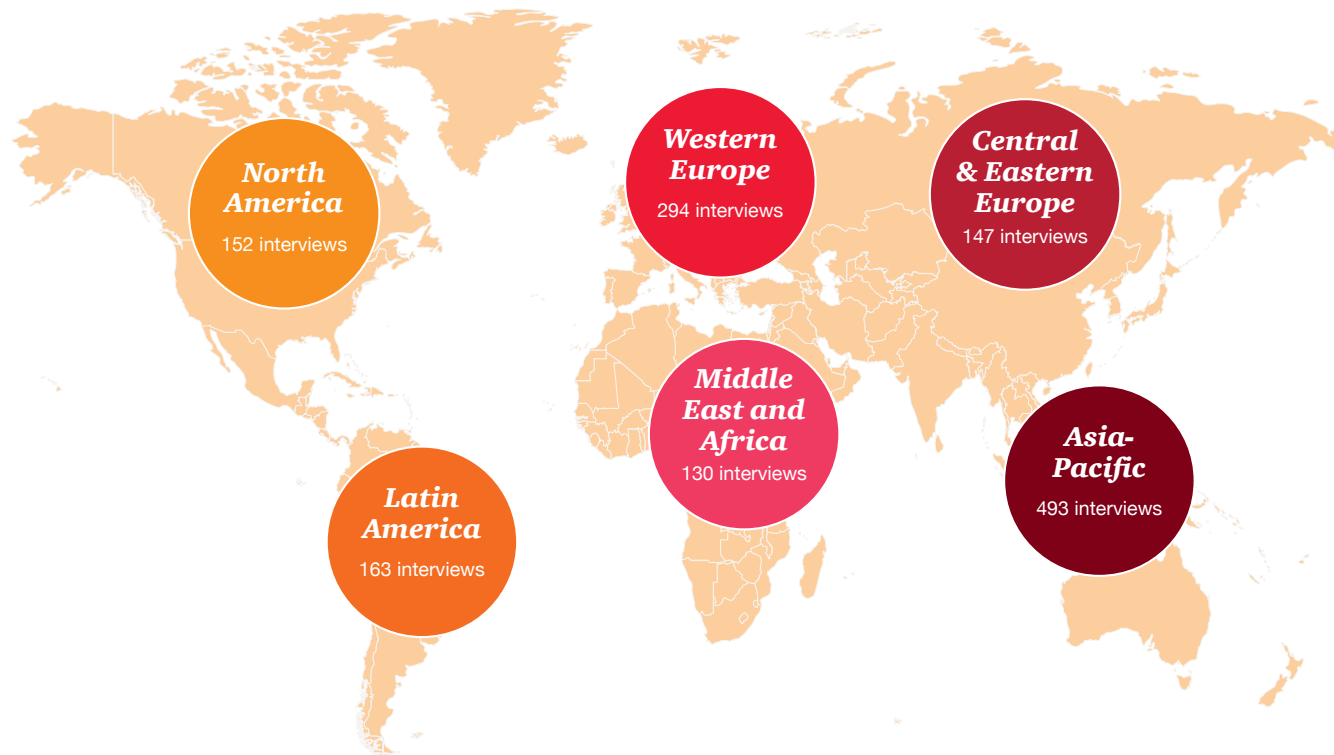 North
America
152 interviews
Western
Europe
294 interviews
Central
& Eastern
Europe
147 interviews
Middle
East and
Africa
130 interviews
Latin
America
163 interviews
Asia-
Pacific
493 interviews